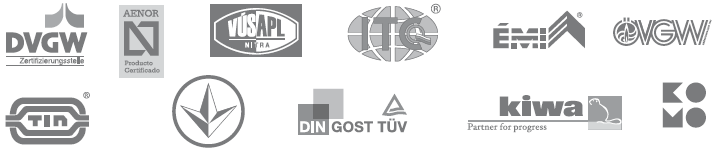 DVGW
Zertifizierungsstelle
AENOR
N
Producto
Certificado
VÚSAPL
NITRA
ITC
®
ÉMI
®
ÖVGW
TIN
®
DIN GOST TÜV
kiwa
Partner for progress
KO
MO